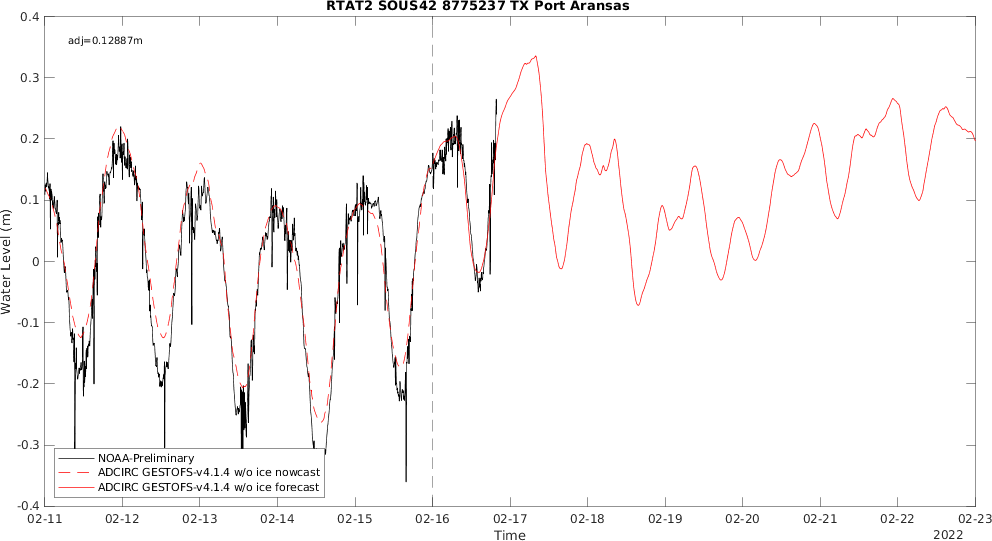 RTAT2 SOUS42 8775237 TX Port Aransas
adj=0.12887m
0.4
0.3
0.2
0.1
0
-0.1
-0.2
-0.3
-0.4
Water Level (m)
NOAA-Preliminary
ADCIRC GESTOFS-v4.1.4 w/o ice nowcast
ADCIRC GESTOFS-v4.1.4 w/o ice forecast
02-11 02-12 02-13 02-14 02-15 02-16 02-17 02-18 02-19 02-20 02-21 02-22 02-23
Time
2022